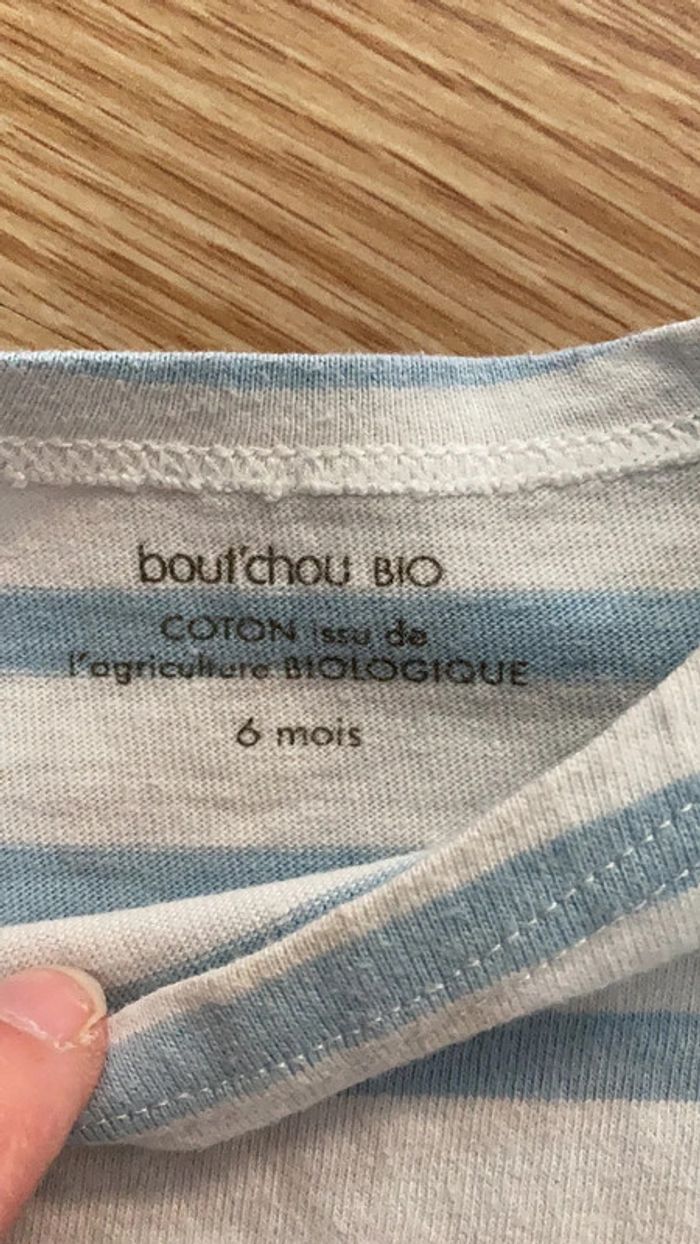 bout'chou BIO
COTON issu de
l'agriculture BIOLOGIQUE
6 mois